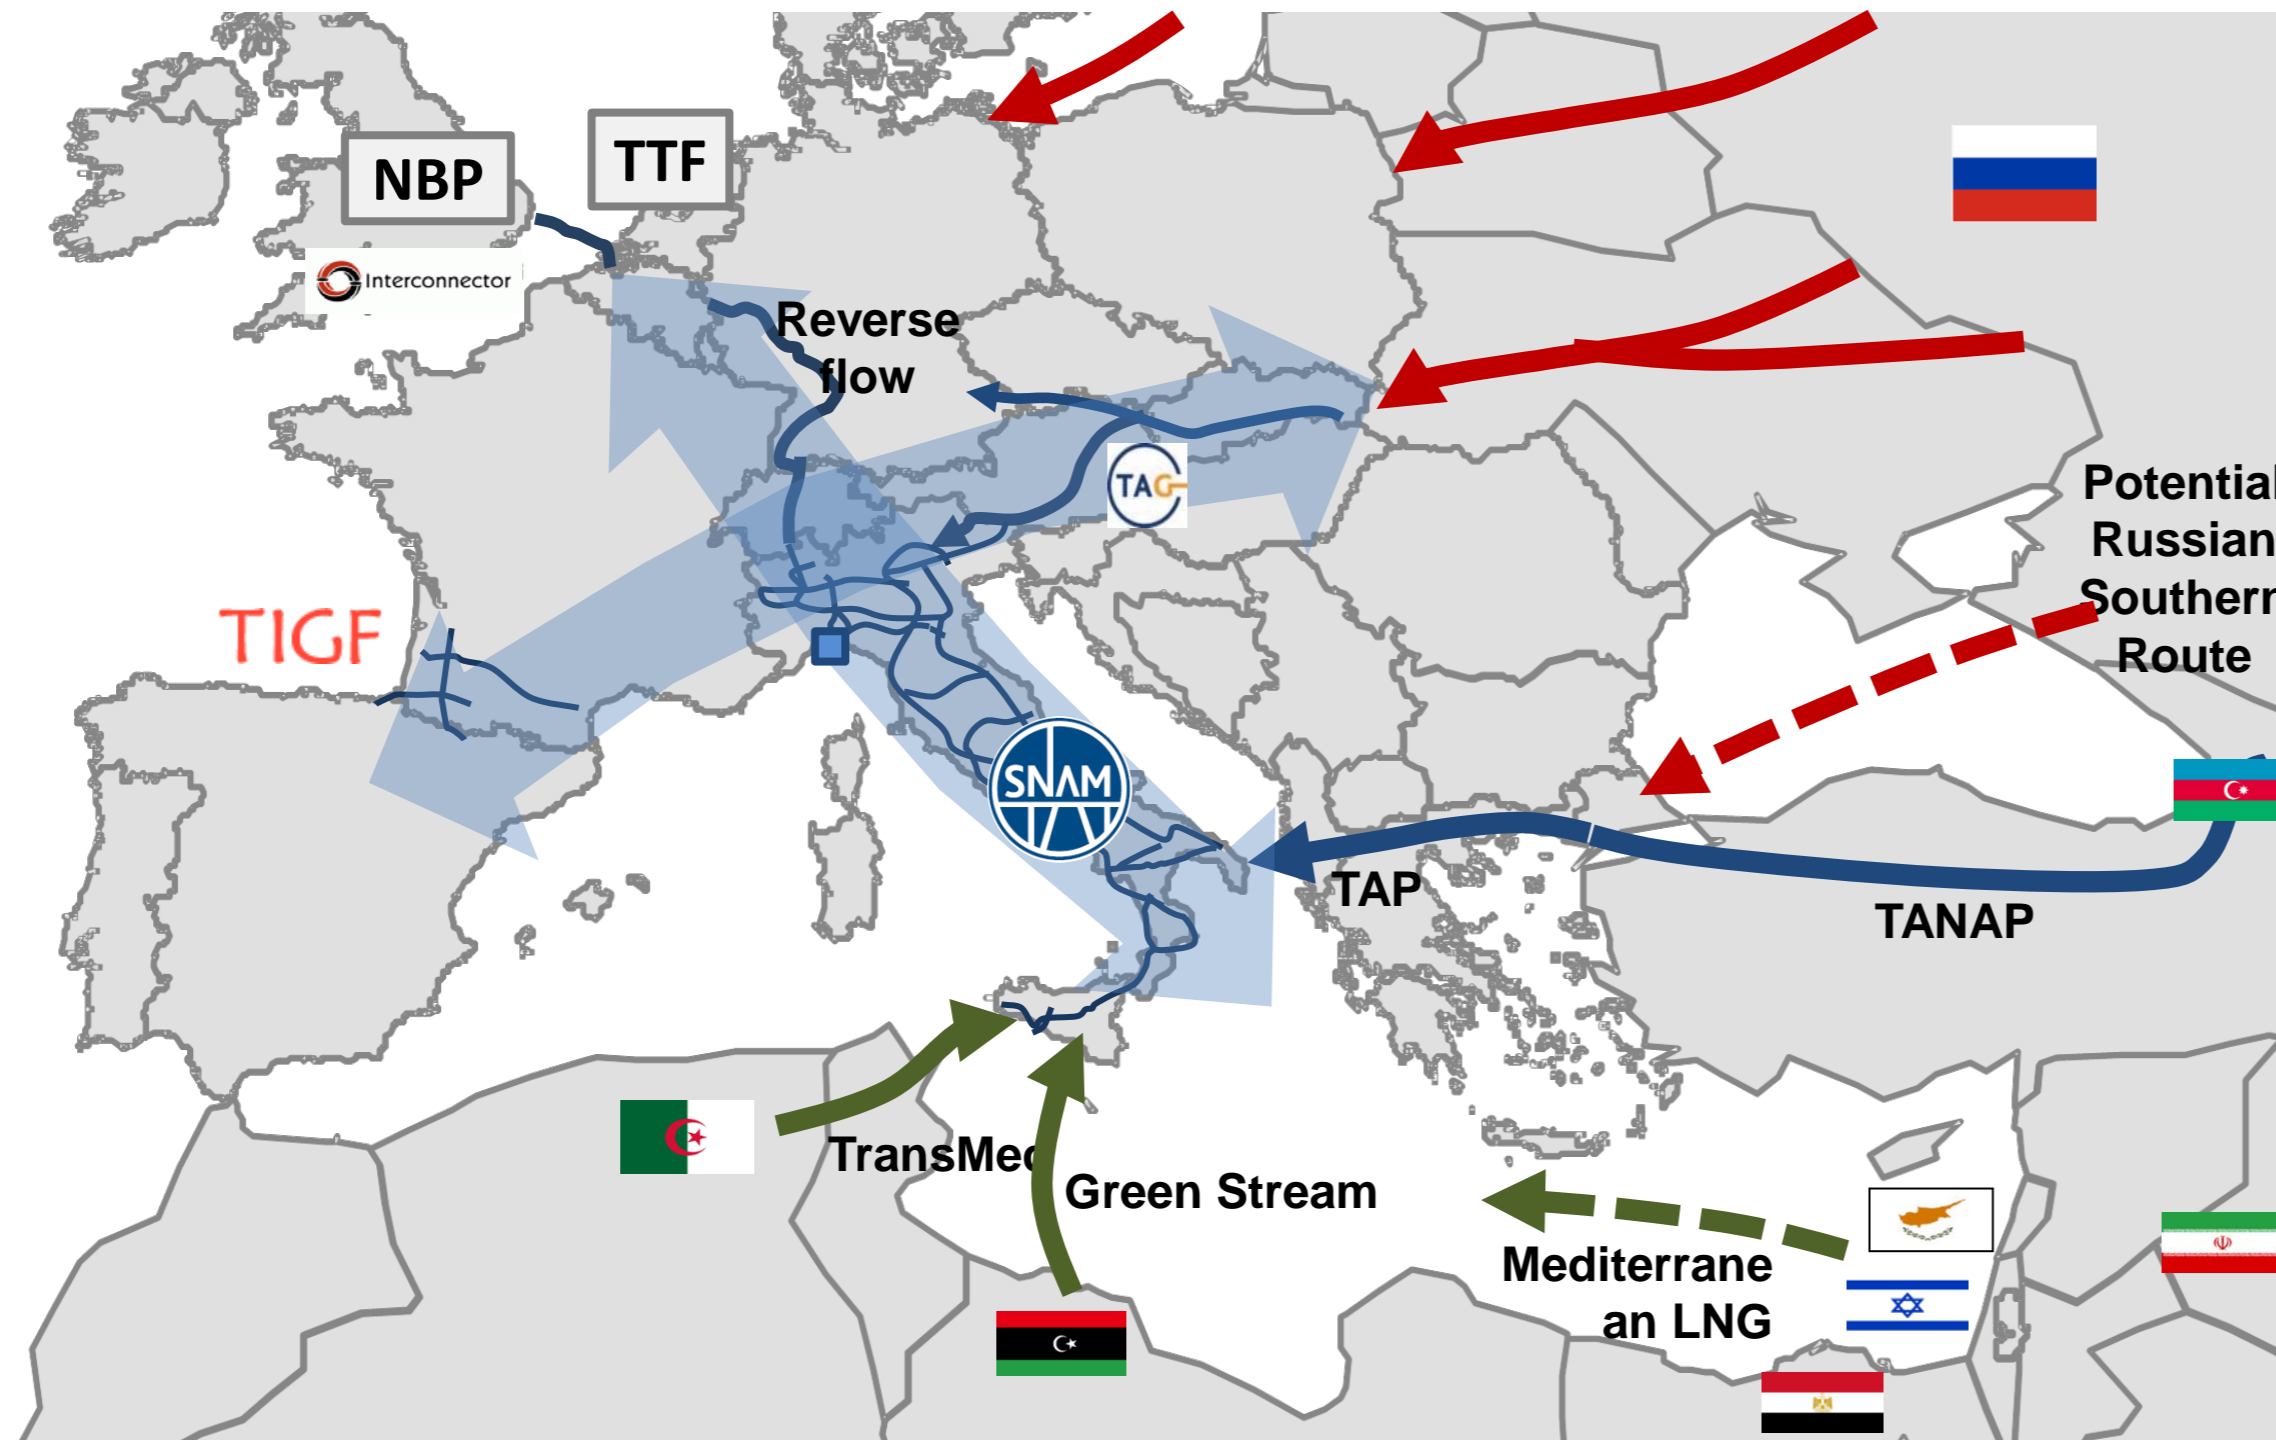 NBP
TTF
Interconnector
Reverse
flow
TAG
Potential
Russian
Southern
Route
TIGF
SNAM
TAP
TANAP
TransMed
Green Stream
Mediterrane
an LNG